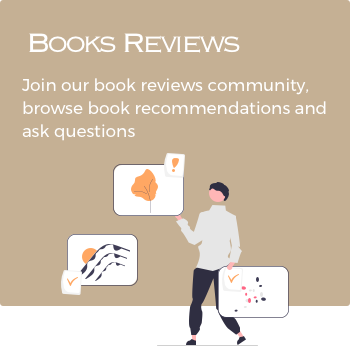 Books Reviews
Join our book reviews community,
browse book recommendations and
ask questions